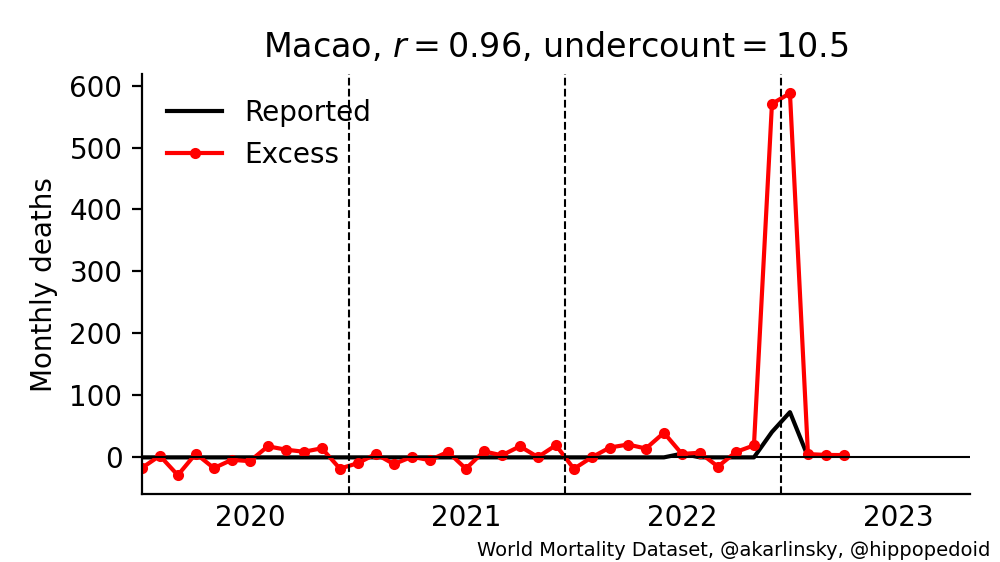 Macao, r = 0.96, undercount = 10.5
Monthly deaths
600
500
400
300
200
100
0
Reported
Excess
2020 2021 2022 2023
World Mortality Dataset, @akarlinsky, @hippopedoid